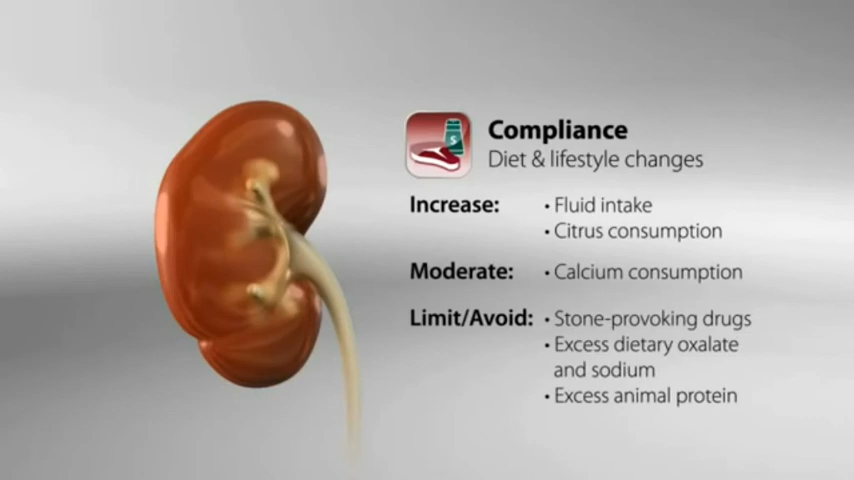 Compliance
Diet & lifestyle changes
Increase: • Fluid intake
• Citrus consumption
Moderate: • Calcium consumption
Limit/Avoid: • Stone-provoking drugs
• Excess dietary oxalate
and sodium
• Excess animal protein